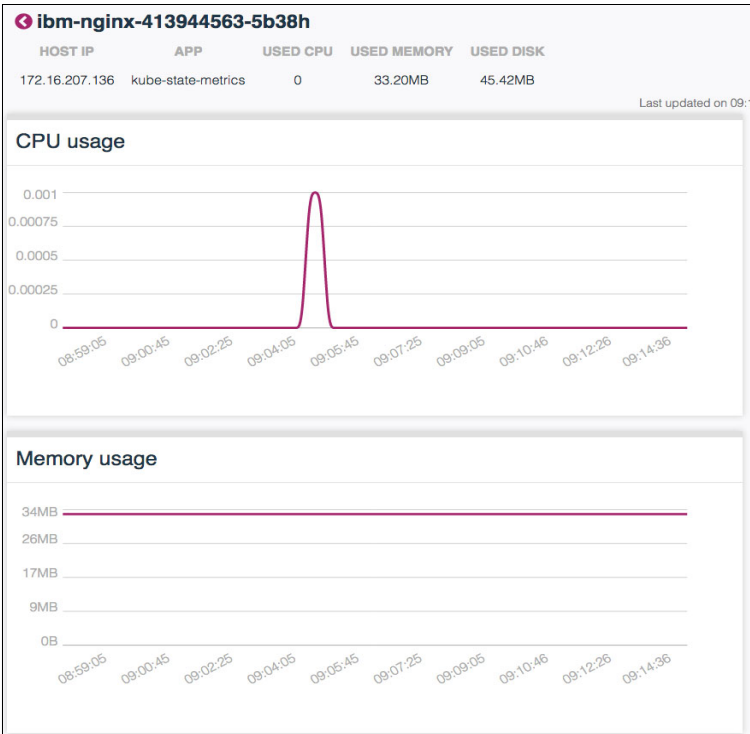 ibm-nginx-413944563-5b38h
HOST IP APP USED CPU USED MEMORY USED DISK
172.16.207.136 kube-state-metrics 0 33.20MB 45.42MB
Last updated on 09:1
CPU usage
0.001
0.00075
0.0005
0.00025
0
08:59:05 09:00:45 09:02:25 09:04:05 09:05:45 09:07:25 09:09:05 09:10:46 09:12:26 09:14:36
Memory usage
34MB
26MB
17MB
9MB
0B
08:59:05 09:00:45 09:02:25 09:04:05 09:05:45 09:07:25 09:09:05 09:10:46 09:12:26 09:14:36